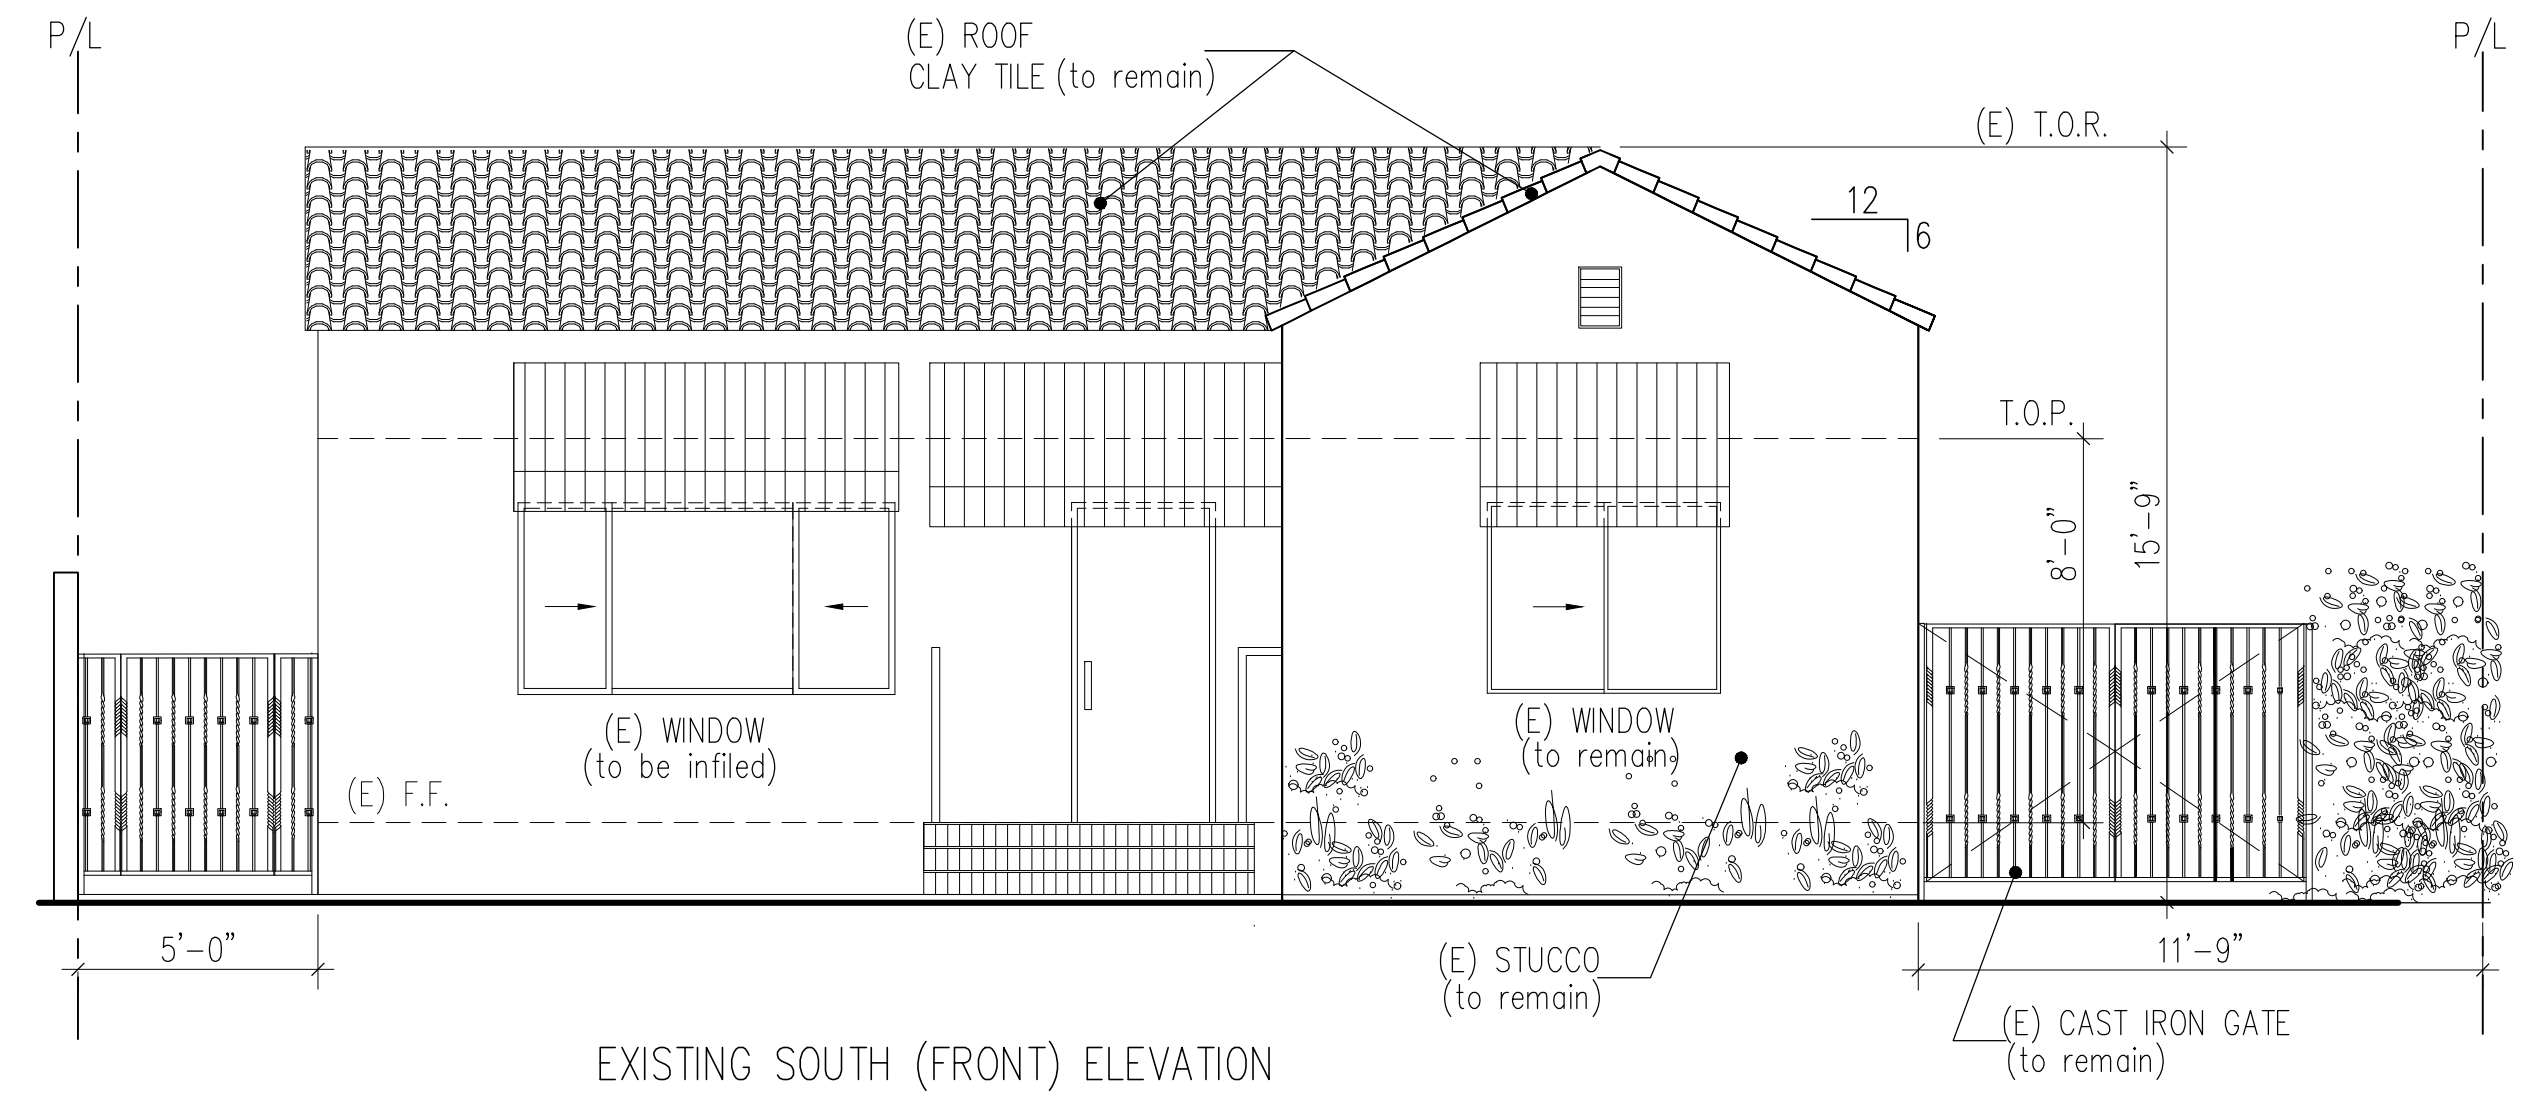 P/L
P/L
(E) ROOF
CLAY TILE (to remain)
(E) T.O.R.
12
6
T.O.P.
8'-0"
15'-9"
(E) WINDOW
(to be infiled)
(E) WINDOW
(to remain)
(E) F.F.
5'-0"
11'-9"
(E) STUCCO
(to remain)
(E) CAST IRON GATE
(to remain)
EXISTING SOUTH (FRONT) ELEVATION